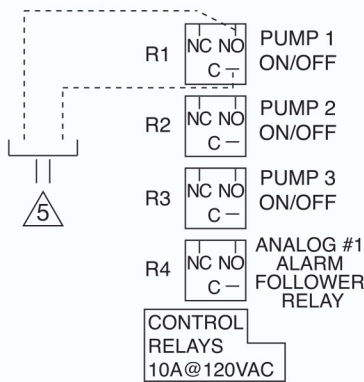 R1
NC NO
C
PUMP 1
ON/OFF
R2
NC NO
C
PUMP 2
ON/OFF
R3
NC NO
C
PUMP 3
ON/OFF
R4
NC NO
C
ANALOG #1
ALARM
FOLLOWER
RELAY
5
CONTROL
RELAYS
10A@120VAC